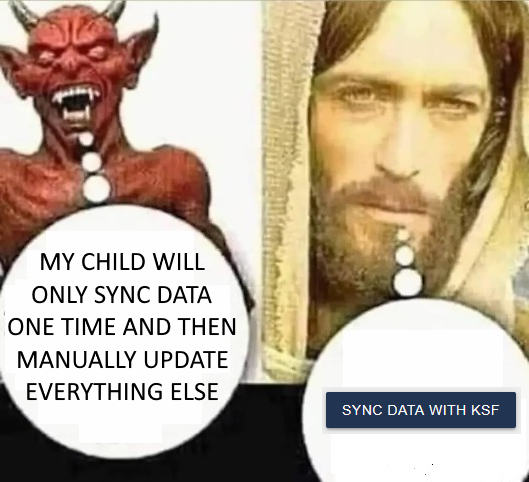 MY CHILD WILL
ONLY SYNC DATA
ONE TIME AND THEN
MANUALLY UPDATE
EVERYTHING ELSE
SYNC DATA WITH KSF